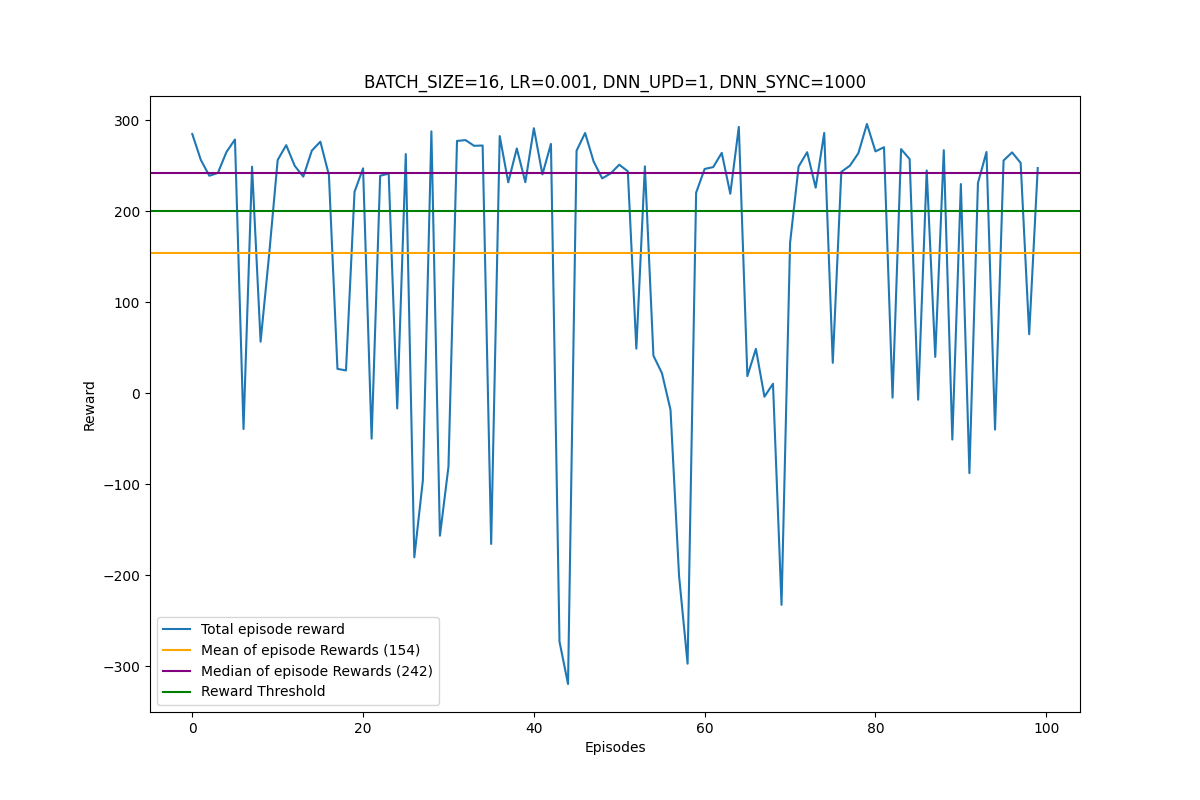 BATCH_SIZE=16, LR=0.001, DNN_UPD=1, DNN_SYNC=1000
300
200
100
0
−100
−200
−300
Reward
Total episode reward
Mean of episode Rewards (154)
Median of episode Rewards (242)
Reward Threshold
0 20 40 60 80 100
Episodes